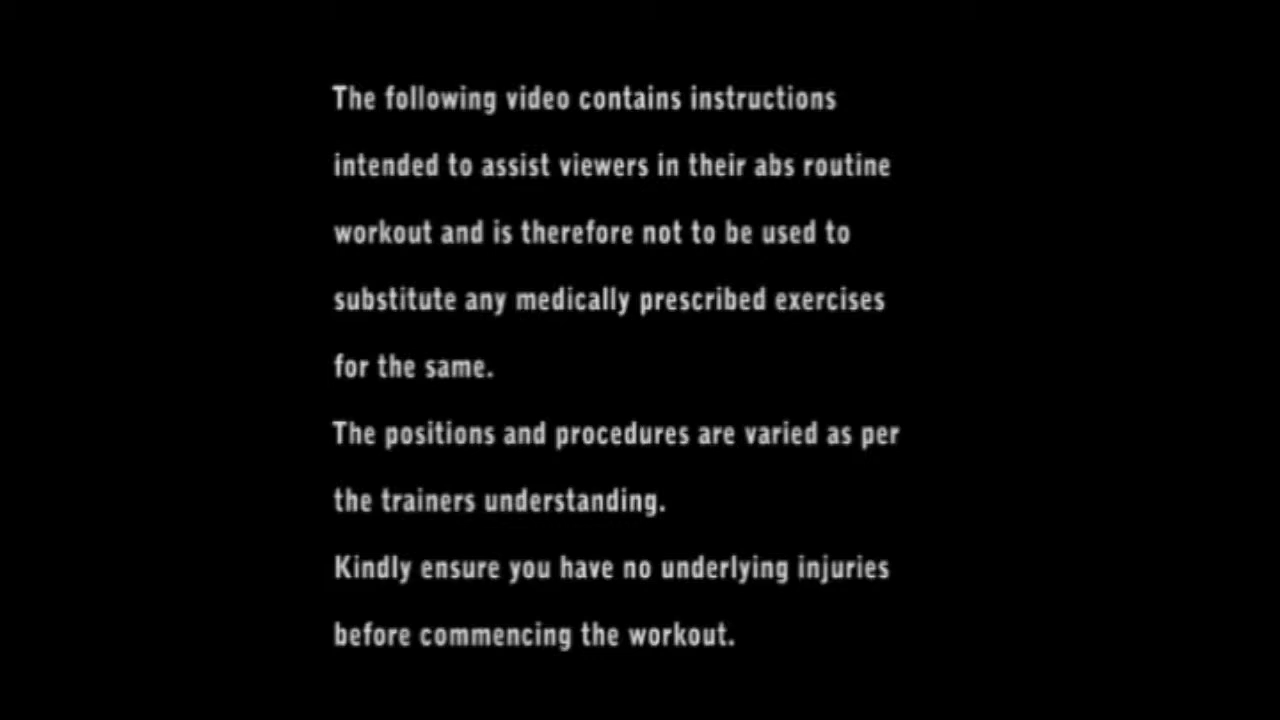 The following video contains instructions
intended to assist viewers in their abs routine
workout and is therefore not to be used to
substitute any medically prescribed exercises
for the same.
The positions and procedures are varied as per
the trainers understanding.
Kindly ensure you have no underlying injuries
before commencing the workout.